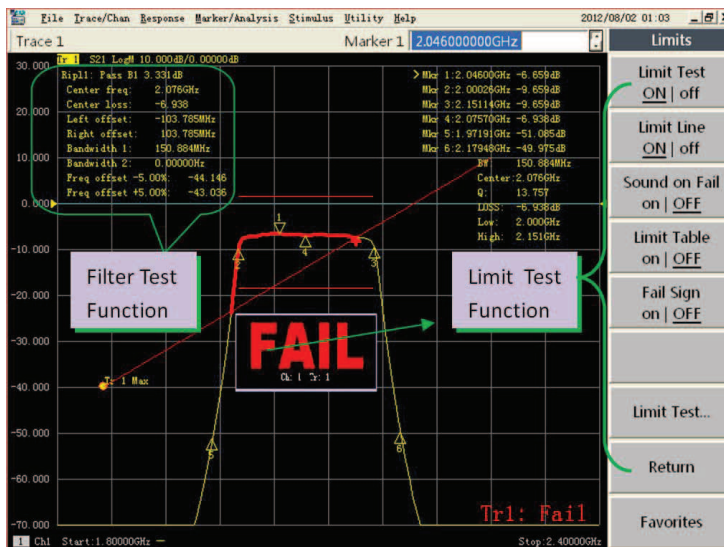 File Trace/Chan Response Marker/Analysis Stimulus Utility Help 2012/08/02 01:03
Trace 1 Marker 1 2.046000000GHz
Limits
Tr 1 S21 LogM 10.000dB/0.00000dB
30.000
Ripl1: Pass B1 3.331dB
Center freq: 2.076GHz
Center loss: -6.938
Left offset: -103.785MHz
Right offset: 103.785MHz
Bandwidth 1: 150.884MHz
Bandwidth 2: 0.00000Hz
Freq offset -5.00%: -44.146
Freq offset +5.00%: -43.036
>Mkr 1:2.04600GHz -6.659dB
Mkr 2:2.00026GHz -9.659dB
Mkr 3:2.15114GHz -9.659dB
Mkr 4:2.07570GHz -6.938dB
Mkr 5:1.97191GHz -51.085dB
Mkr 6:2.17948GHz -49.975dB
BW: 150.884MHz
Center:2.076GHz
Q: 13.757
LOSS: -6.938dB
Low: 2.000GHz
High: 2.151GHz
20.000
10.000
0.000
-10.000
-20.000
-30.000
-40.000
-50.000
-60.000
-70.000
1
2
3
4
5
6
Filter Test
Function
Limit Test
Function
FAIL
Ch: 1 Tr: 1
Tr 1 Max
Tr1: Fail
1 Ch1 Start:1.80000GHz
Stop:2.40000GHz
Limit Test
ON | off
Limit Line
ON | off
Sound on Fail
on | OFF
Limit Table
on | OFF
Fail Sign
on | OFF
Limit Test...
Return
Favorites